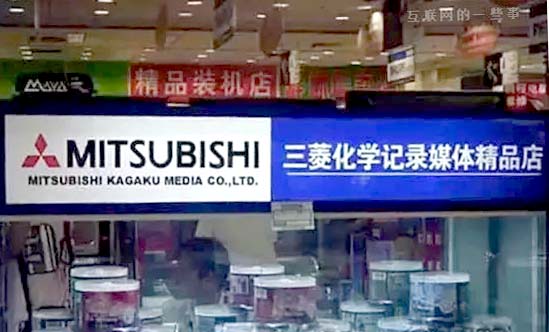 互联网的一些事
MAYA
精品装机店
MITSUBISHI
MITSUBISHI KAGAKU MEDIA CO.,LTD.
三菱化学记录媒体精品店